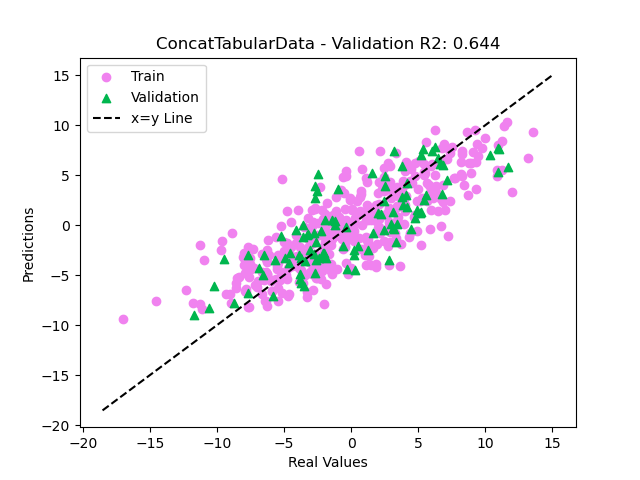 ConcatTabularData - Validation R2: 0.644
Train
Validation
x=y Line
15
10
5
0
−5
−10
−15
−20
Predictions
−20 −15 −10 −5 0 5 10 15
Real Values